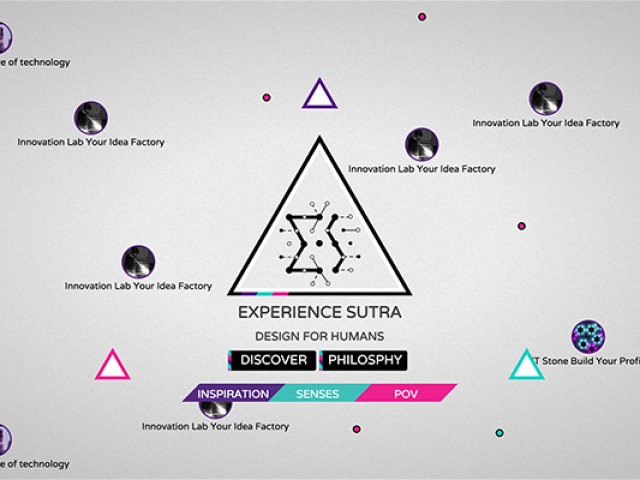 e of technology
Innovation Lab Your Idea Factory
Innovation Lab Your Idea Factory
Innovation Lab Your Idea Factory
Innovation Lab Your Idea Factory
EXPERIENCE SUTRA
DESIGN FOR HUMANS
DISCOVER PHILOSPHY
T Stone Build Your Profi
INSPIRATION SENSES POV
Innovation Lab Your Idea Factory
e of technology